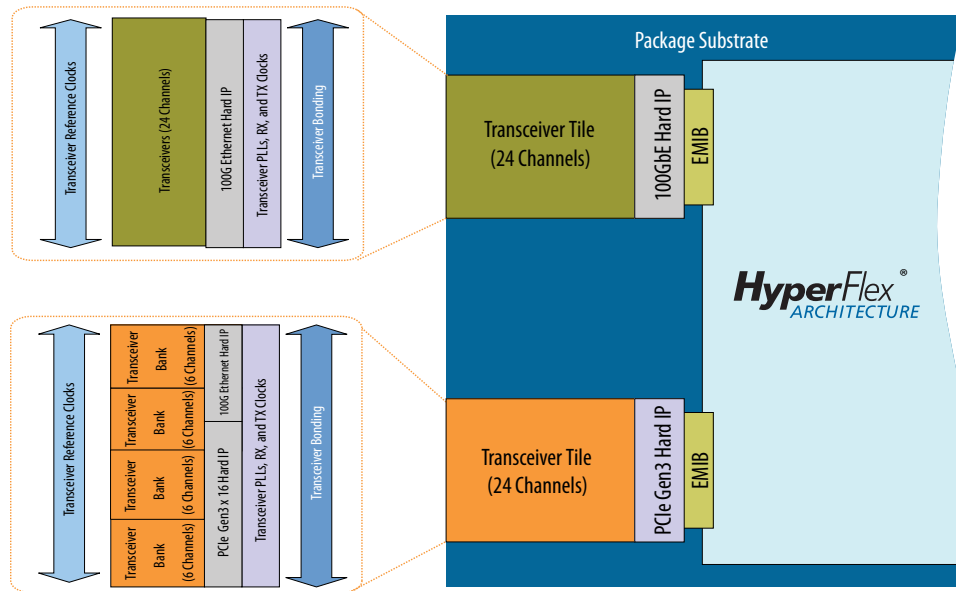 Transceiver Reference Clocks
Transceivers (24 Channels)
100G Ethernet Hard IP
Transceiver PLLs, RX, and TX Clocks
Transceiver Bonding
Package Substrate
Transceiver Tile
(24 Channels)
100GbE Hard IP
EMIB
HyperFlex®
ARCHITECTURE
Transceiver Reference Clocks
Transceiver
Bank
(6 Channels)
Transceiver
Bank
(6 Channels)
Transceiver
Bank
(6 Channels)
Transceiver
Bank
(6 Channels)
100G Ethernet Hard IP
PCIe Gen3 x 16 Hard IP
Transceiver PLLs, RX, and TX Clocks
Transceiver Bonding
Transceiver Tile
(24 Channels)
PCIe Gen3 Hard IP
EMIB